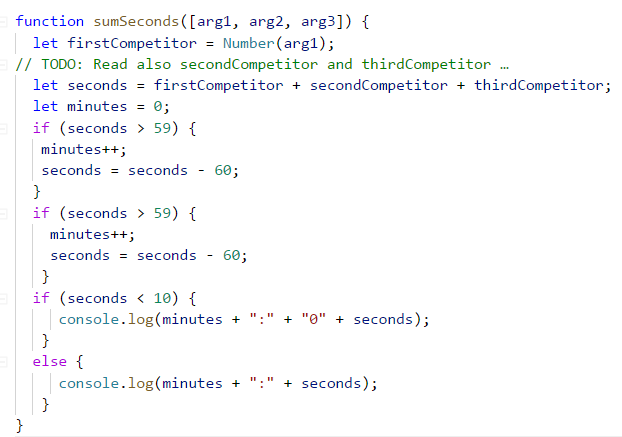 function sumSeconds([arg1, arg2, arg3]) {
let firstCompetitor = Number(arg1);
// TODO: Read also secondCompetitor and thirdCompetitor …
let seconds = firstCompetitor + secondCompetitor + thirdCompetitor;
let minutes = 0;
if (seconds > 59) {
minutes++;
seconds = seconds - 60;
}
if (seconds > 59) {
minutes++;
seconds = seconds - 60;
}
if (seconds < 10) {
console.log(minutes + ":" + "0" + seconds);
}
else {
console.log(minutes + ":" + seconds);
}
}